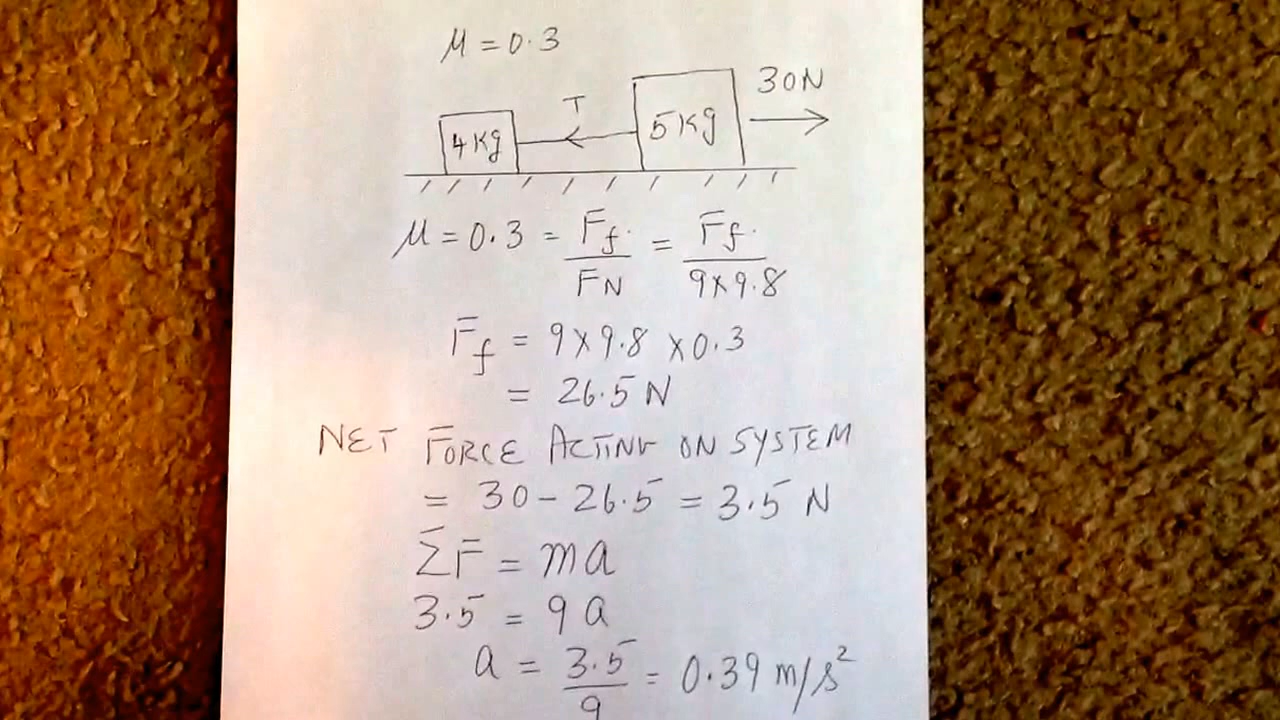 μ = 0.3
30N
T
4Kg
5Kg
μ = 0.3 = Ff / FN = Ff / 9×9.8
Ff = 9×9.8 ×0.3
= 26.5 N
NET FORCE ACTING ON SYSTEM
= 30 - 26.5 = 3.5 N
ΣF = ma
3.5 = 9a
a = 3.5 / 9 = 0.39 m/s²